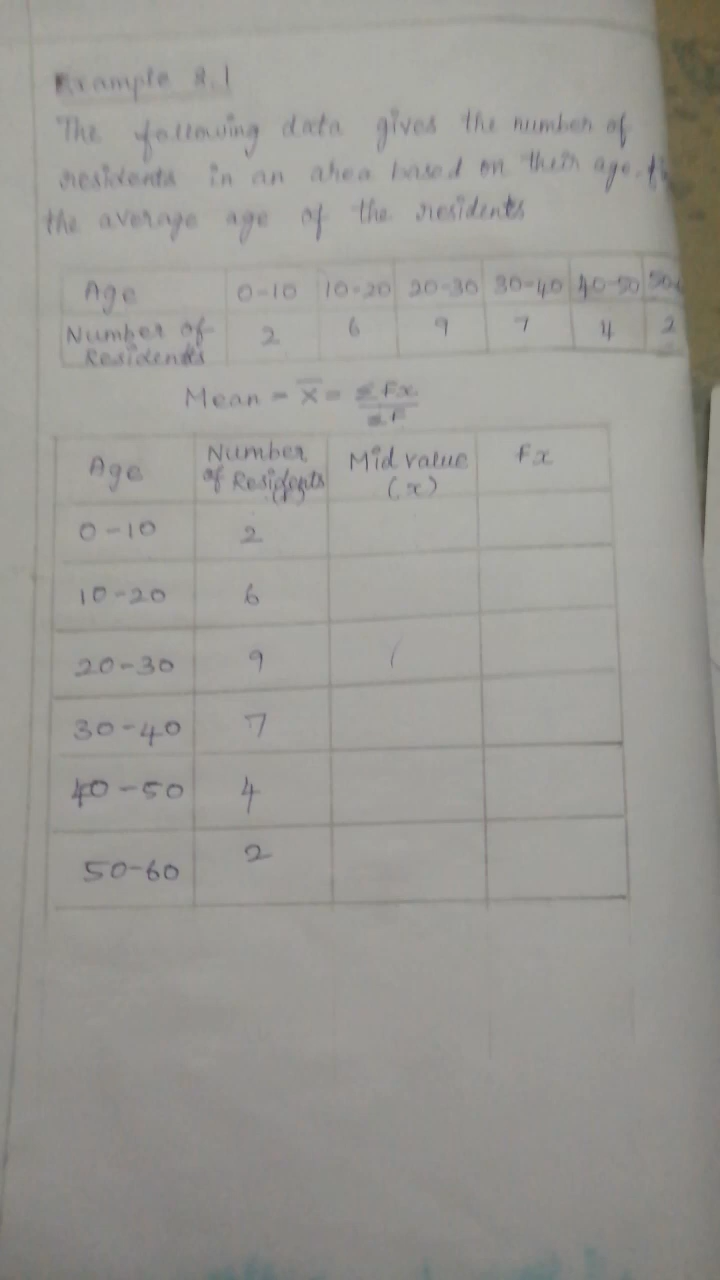 Example 8.1
The following data gives the number of
residents in an area based on their age.
the average age of the residents
Age 0-10 10-20 20-30 30-40 40-50
Number of Residents 2 6 9 7 4 2
Mean = X̄ = ΣFx / ΣF
Age Number of Residents (f) Mid value (x) Fx
0-10 2
10-20 6
20-30 9
30-40 7
40-50 4
50-60 2